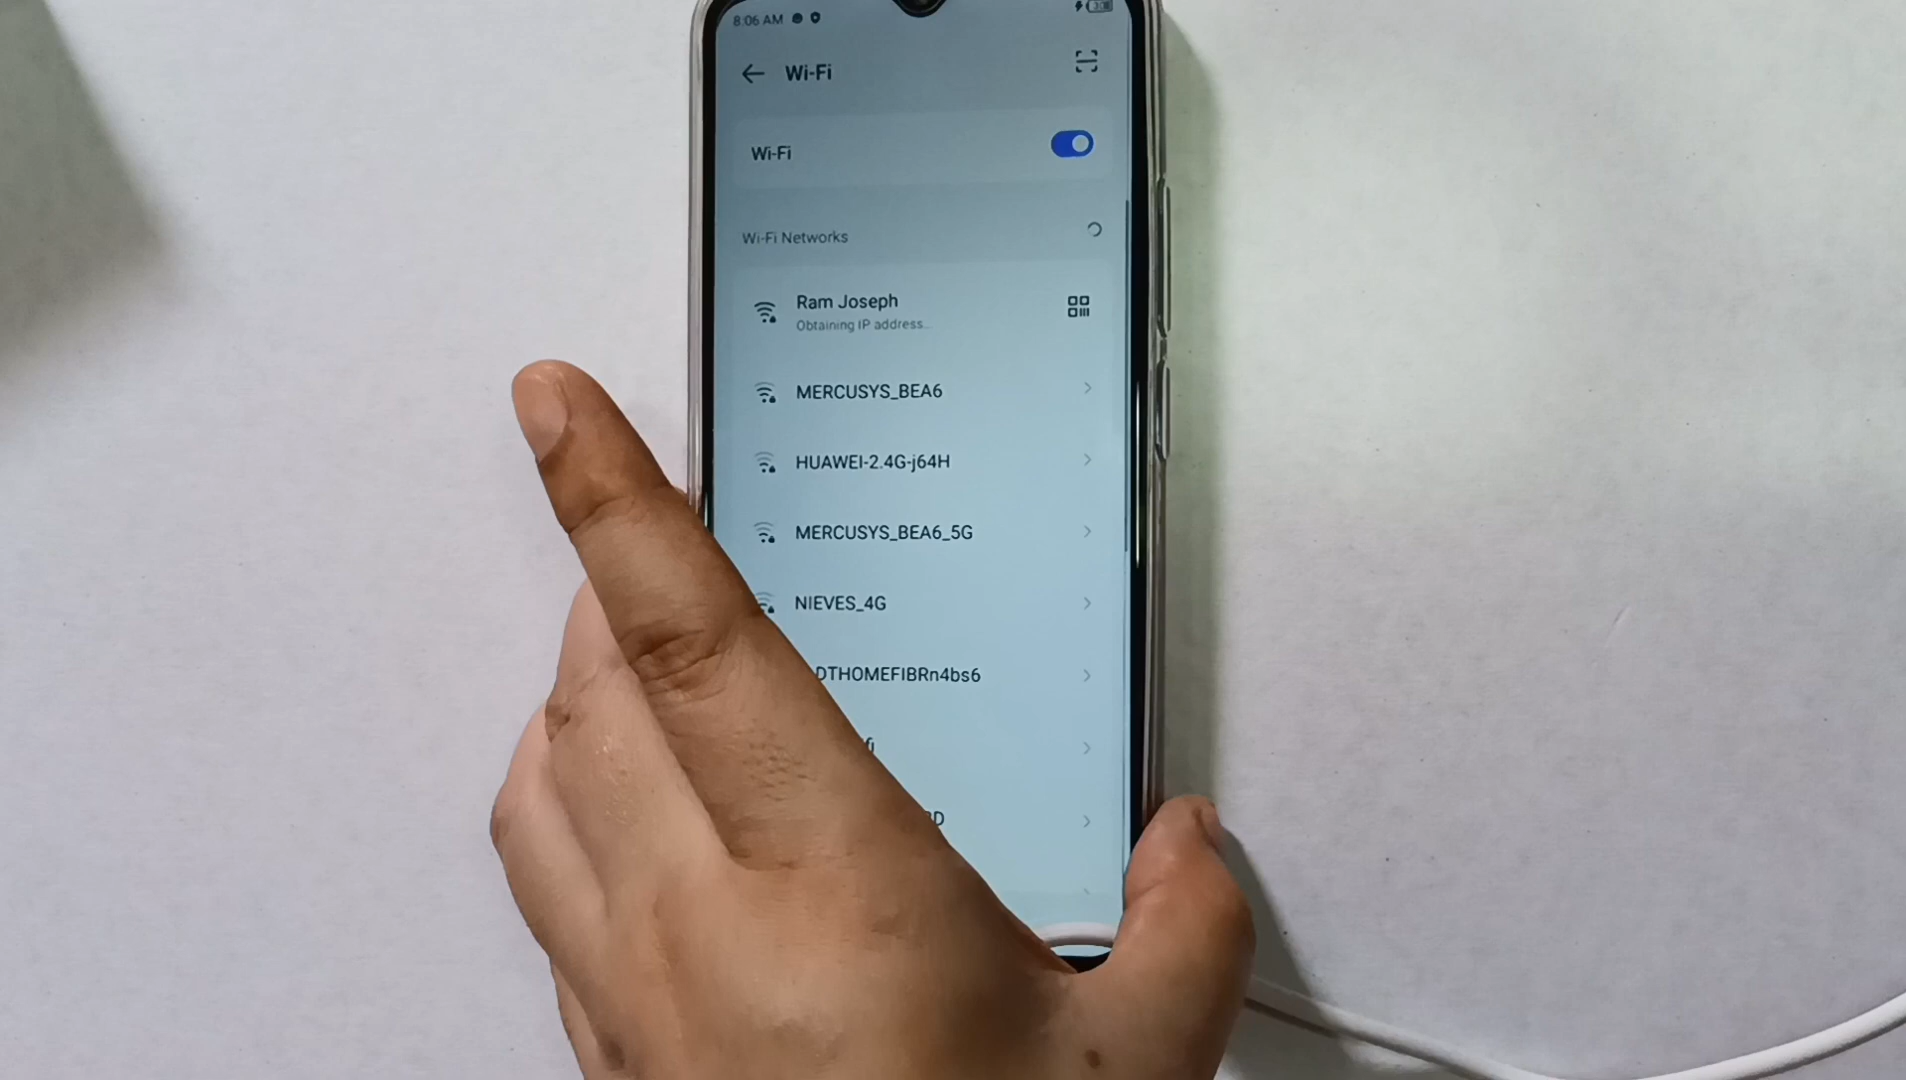 8:06 AM
Wi-Fi
Wi-Fi
Wi-Fi Networks
Ram Joseph
Obtaining IP address...
MERCUSYS_BEA6
HUAWEI-2.4G-j64H
MERCUSYS_BEA6_5G
NIEVES_4G
DTHOMEFIBRn4bs6